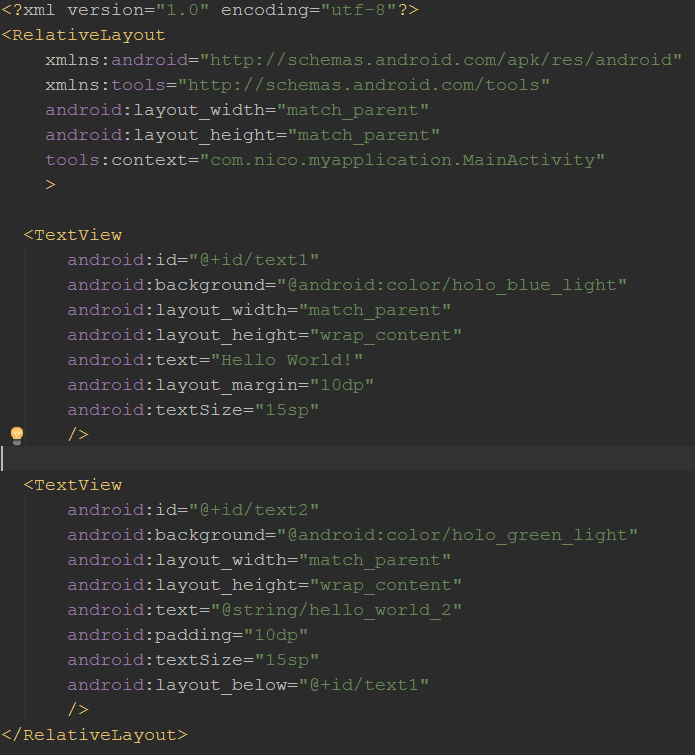 <?xml version="1.0" encoding="utf-8"?>
<RelativeLayout
    xmlns:android="http://schemas.android.com/apk/res/android"
    xmlns:tools="http://schemas.android.com/tools"
    android:layout_width="match_parent"
    android:layout_height="match_parent"
    tools:context="com.nico.myapplication.MainActivity"
    >

  <TextView
      android:id="@+id/text1"
      android:background="@android:color/holo_blue_light"
      android:layout_width="match_parent"
      android:layout_height="wrap_content"
      android:text="Hello World!"
      android:layout_margin="10dp"
      android:textSize="15sp"
      />

  <TextView
      android:id="@+id/text2"
      android:background="@android:color/holo_green_light"
      android:layout_width="match_parent"
      android:layout_height="wrap_content"
      android:text="@string/hello_world_2"
      android:padding="10dp"
      android:textSize="15sp"
      android:layout_below="@+id/text1"
      />
</RelativeLayout>